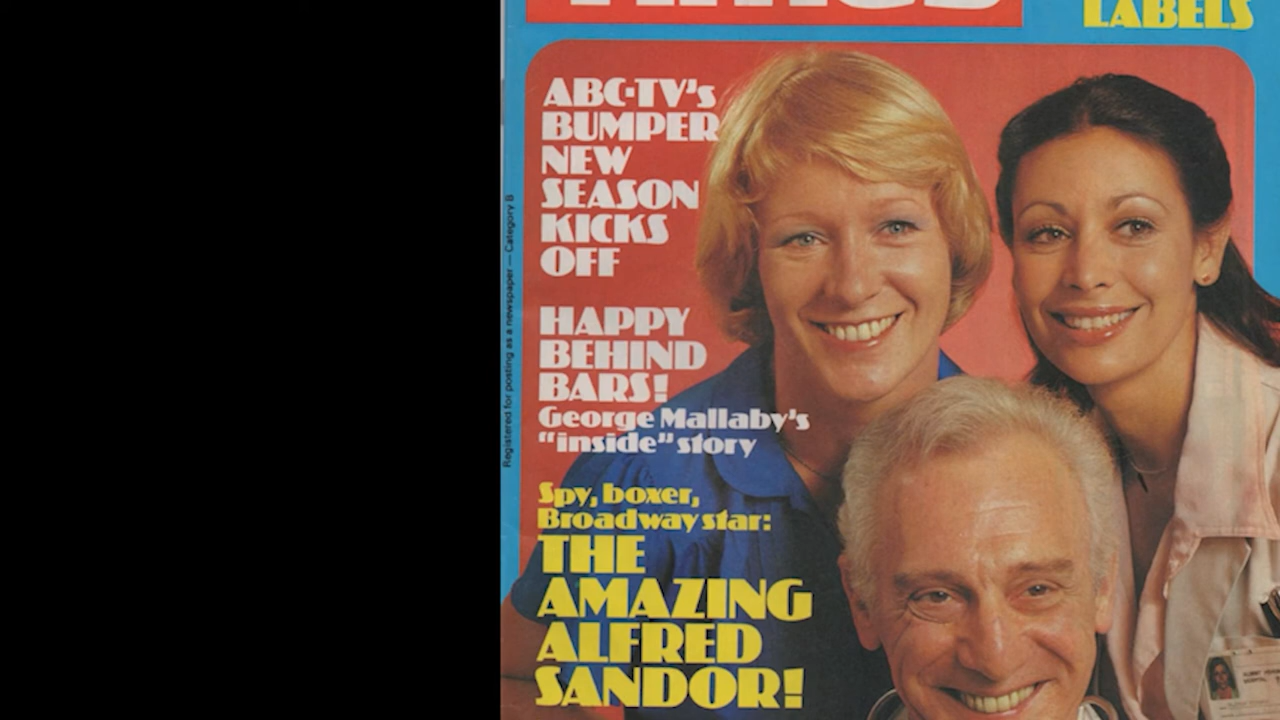 LABELS
ABC-TV's
BUMPER
NEW
SEASON
KICKS
OFF
HAPPY
BEHIND
BARS!
George Mallaby's
"inside" story
Spy, boxer,
Broadway star:
THE
AMAZING
ALFRED
SANDOR!
Registered for posting as a newspaper — Category B